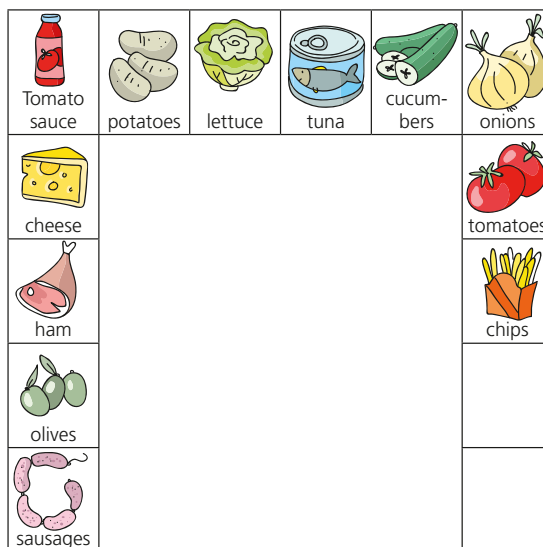 Tomato
sauce
potatoes
lettuce
tuna
cucum-
bers
onions
cheese
tomatoes
ham
chips
olives
sausages